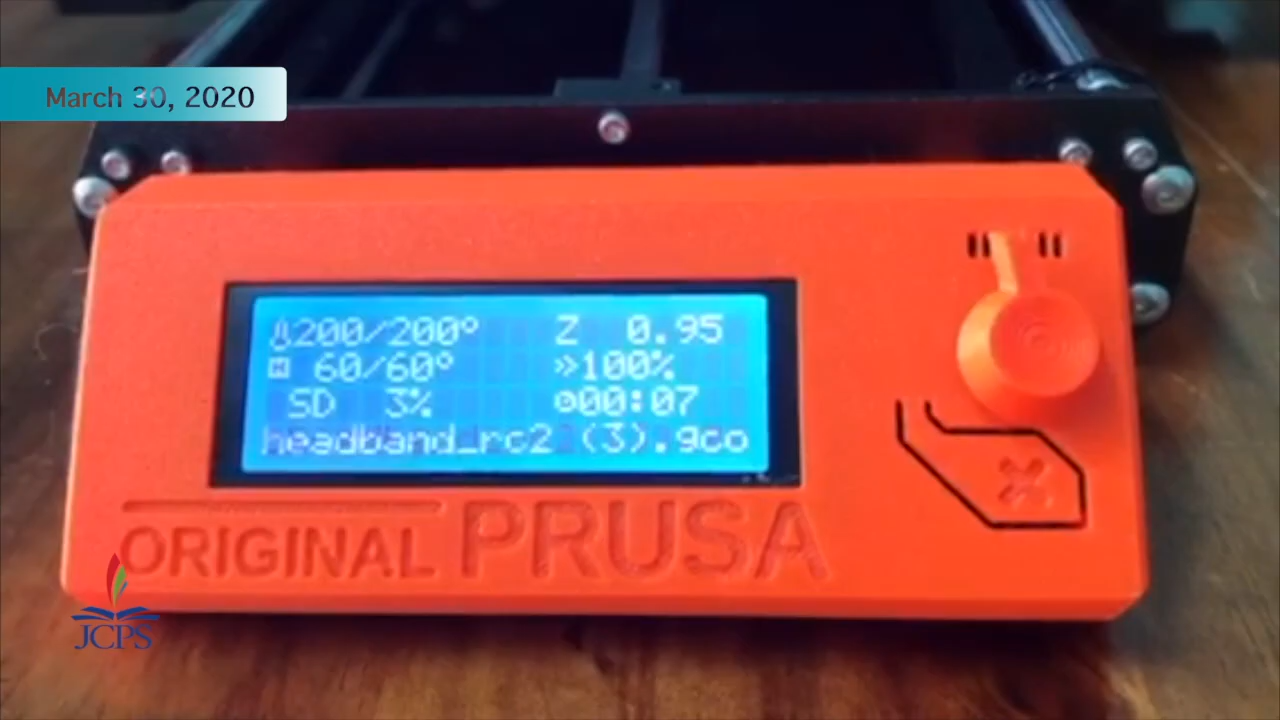 March 30, 2020
200/200° Z 0.95
60/60° »100%
SD 3% 00:07
headband_rc2 (3).gco
ORIGINAL PRUSA
JCPS